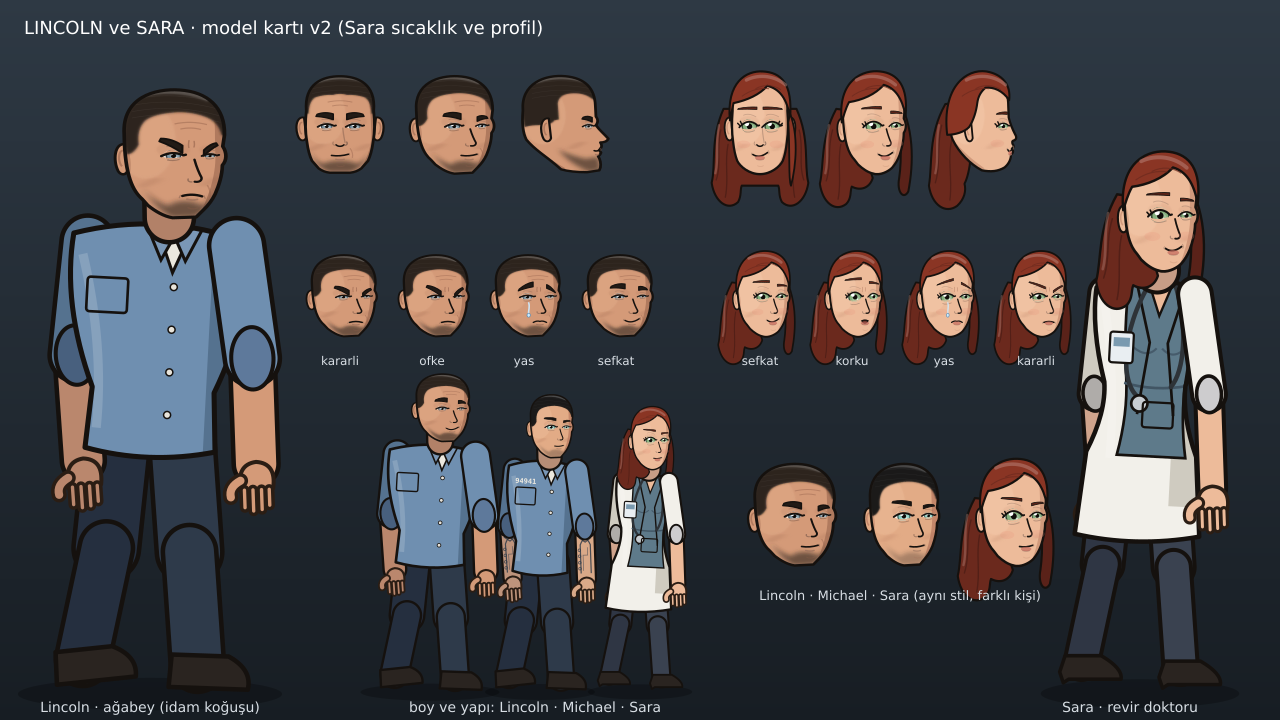 LINCOLN ve SARA · model kartı v2 (Sara sıcaklık ve profil)
kararli
ofke
yas
sefkat
sefkat
korku
yas
kararli
94941
Lincoln · Michael · Sara (aynı stil, farklı kişi)
Lincoln · ağabey (idam koğuşu)
boy ve yapı: Lincoln · Michael · Sara
Sara · revir doktoru